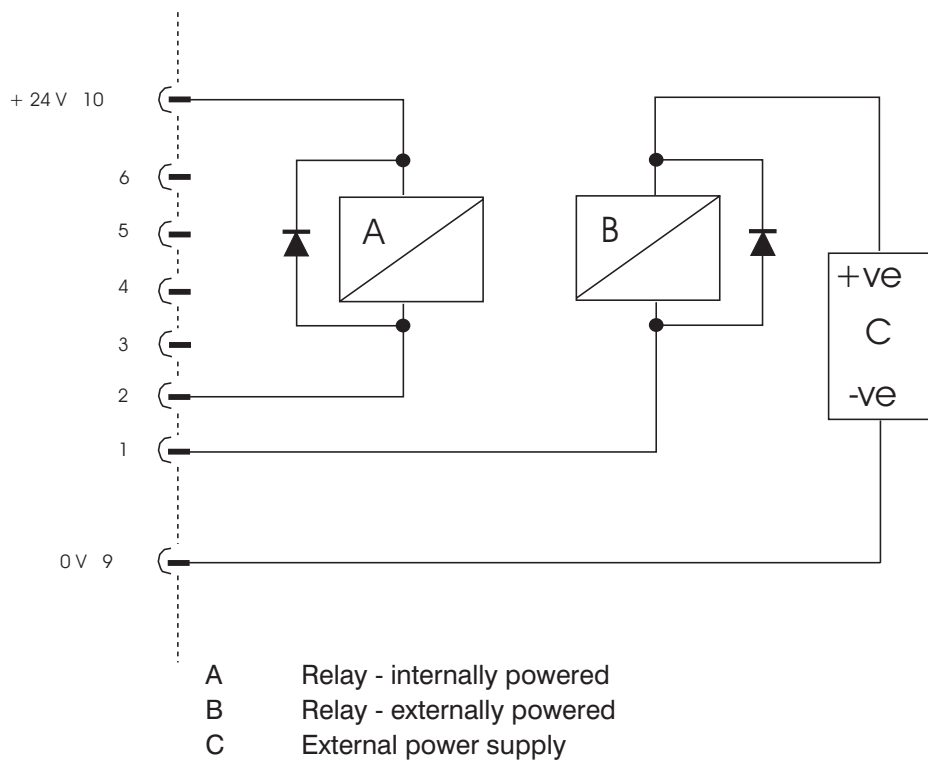 + 24 V 10
6
5
4
3
2
1
0 V 9
A
B
+ve
C
-ve
A Relay - internally powered
B Relay - externally powered
C External power supply